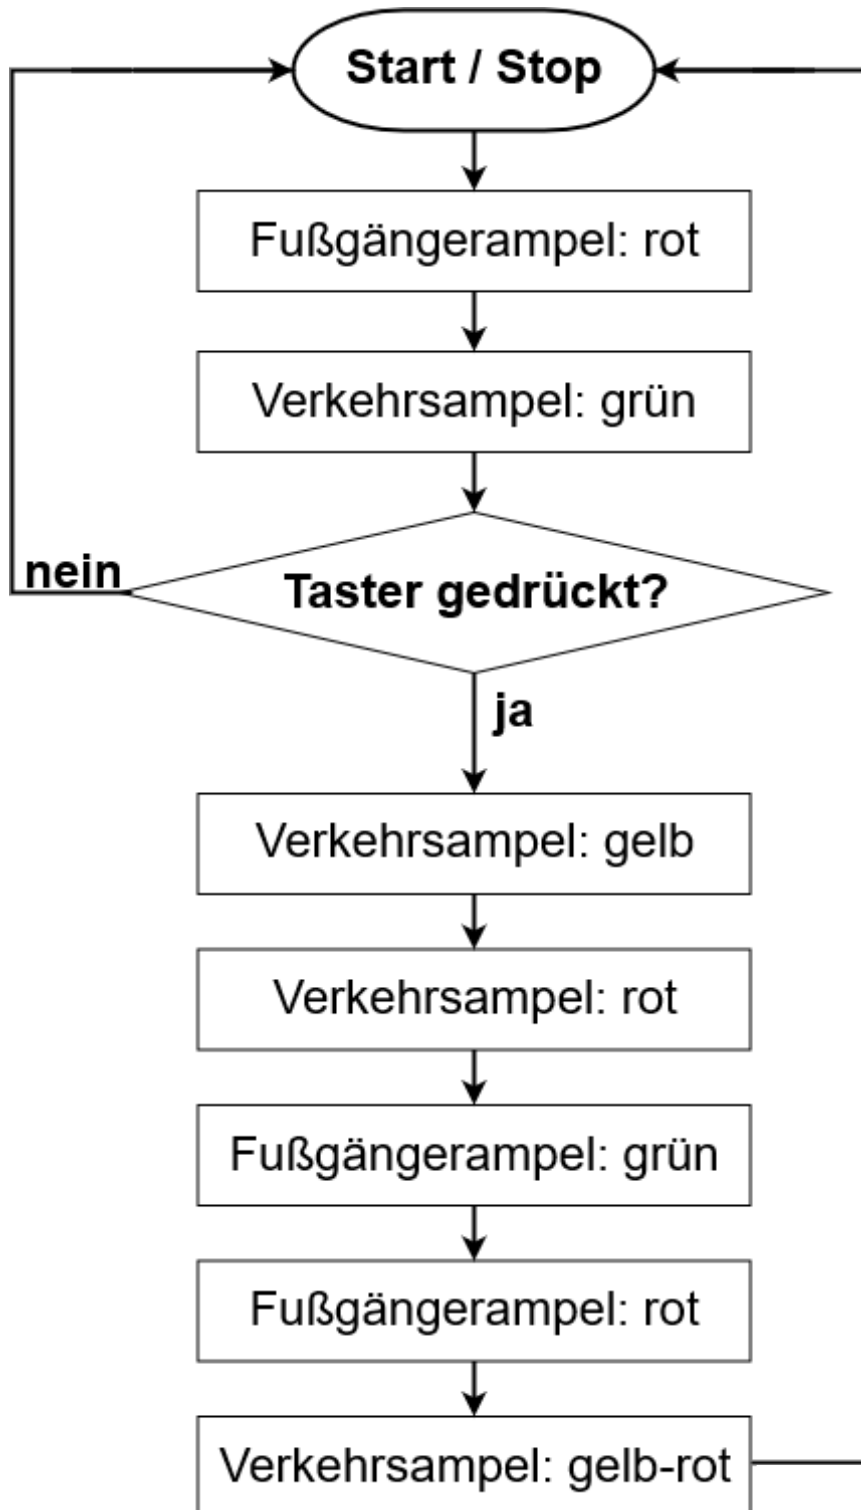 Start / Stop
Fußgängerampel: rot
Verkehrsampel: grün
nein
Taster gedrückt?
ja
Verkehrsampel: gelb
Verkehrsampel: rot
Fußgängerampel: grün
Fußgängerampel: rot
Verkehrsampel: gelb-rot